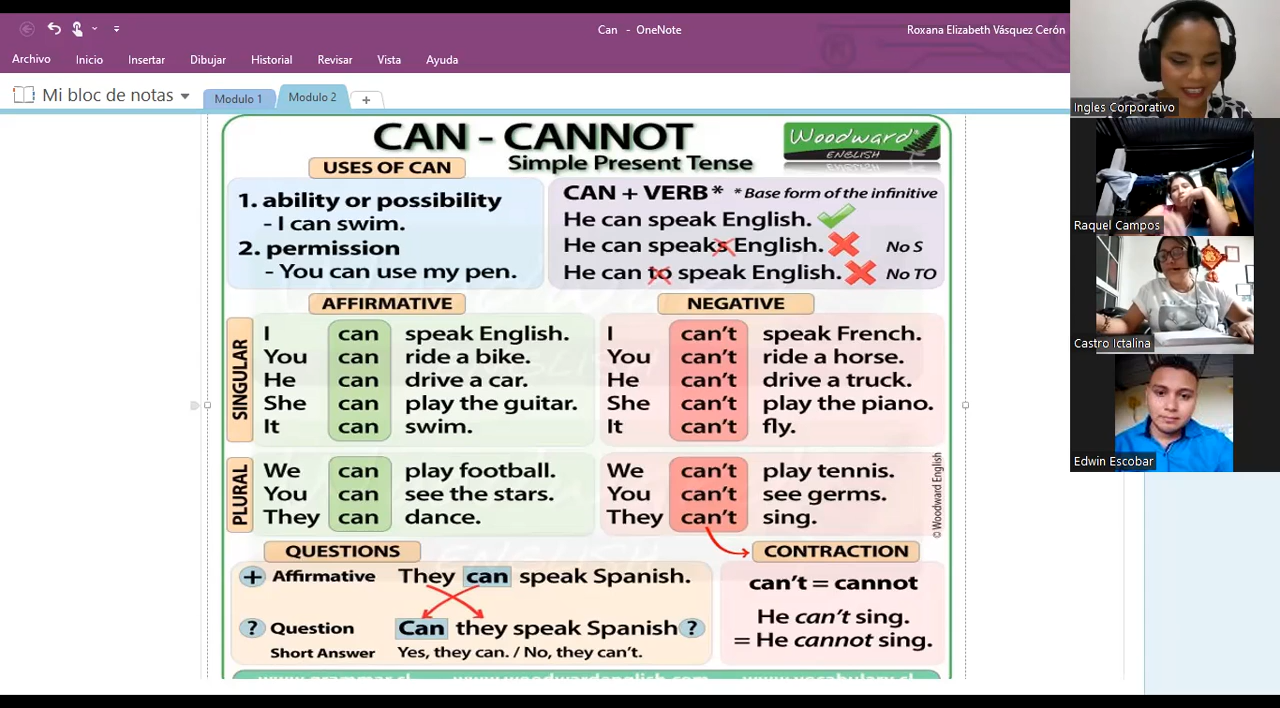 Can - OneNote
Roxana Elizabeth Vásquez Cerón
Archivo Inicio Insertar Dibujar Historial Revisar Vista Ayuda
Mi bloc de notas
Modulo 1
Modulo 2
CAN - CANNOT
Simple Present Tense
Woodward®
ENGLISH
USES OF CAN
1. ability or possibility
- I can swim.
2. permission
- You can use my pen.
CAN + VERB* * Base form of the infinitive
He can speak English.
He can speaks English. No S
He can to speak English. No TO
AFFIRMATIVE
NEGATIVE
SINGULAR
I can speak English.
You can ride a bike.
He can drive a car.
She can play the guitar.
It can swim.
I can't speak French.
You can't ride a horse.
He can't drive a truck.
She can't play the piano.
It can't fly.
PLURAL
We can play football.
You can see the stars.
They can dance.
We can't play tennis.
You can't see germs.
They can't sing.
© Woodward English
QUESTIONS
+ Affirmative They can speak Spanish.
? Question Can they speak Spanish?
Short Answer Yes, they can. / No, they can't.
CONTRACTION
can't = cannot
He can't sing.
= He cannot sing.
www.grammar.cl www.woodwardenglish.com www.vocabulary.cl
Ingles Corporativo
Raquel Campos
Castro Ictalina
Edwin Escobar